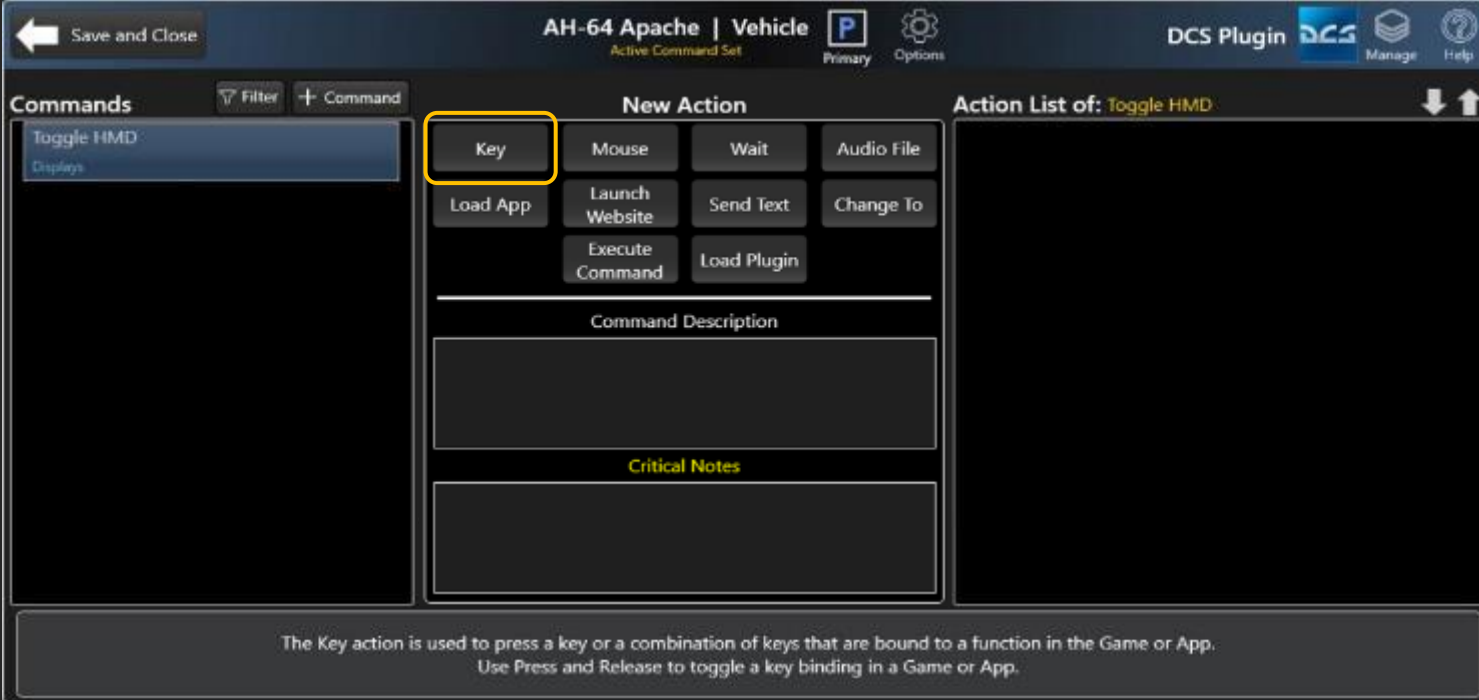 Save and Close
AH-64 Apache | Vehicle
Active Command Set
P
Primary
Options
DCS Plugin
DCS
Manage
Help
Commands
Filter
+ Command
New Action
Action List of: Toggle HMD
Toggle HMD
Displays
Key
Mouse
Wait
Audio File
Load App
Launch
Website
Send Text
Change To
Execute
Command
Load Plugin
Command Description
Critical Notes
The Key action is used to press a key or a combination of keys that are bound to a function in the Game or App.
Use Press and Release to toggle a key binding in a Game or App.